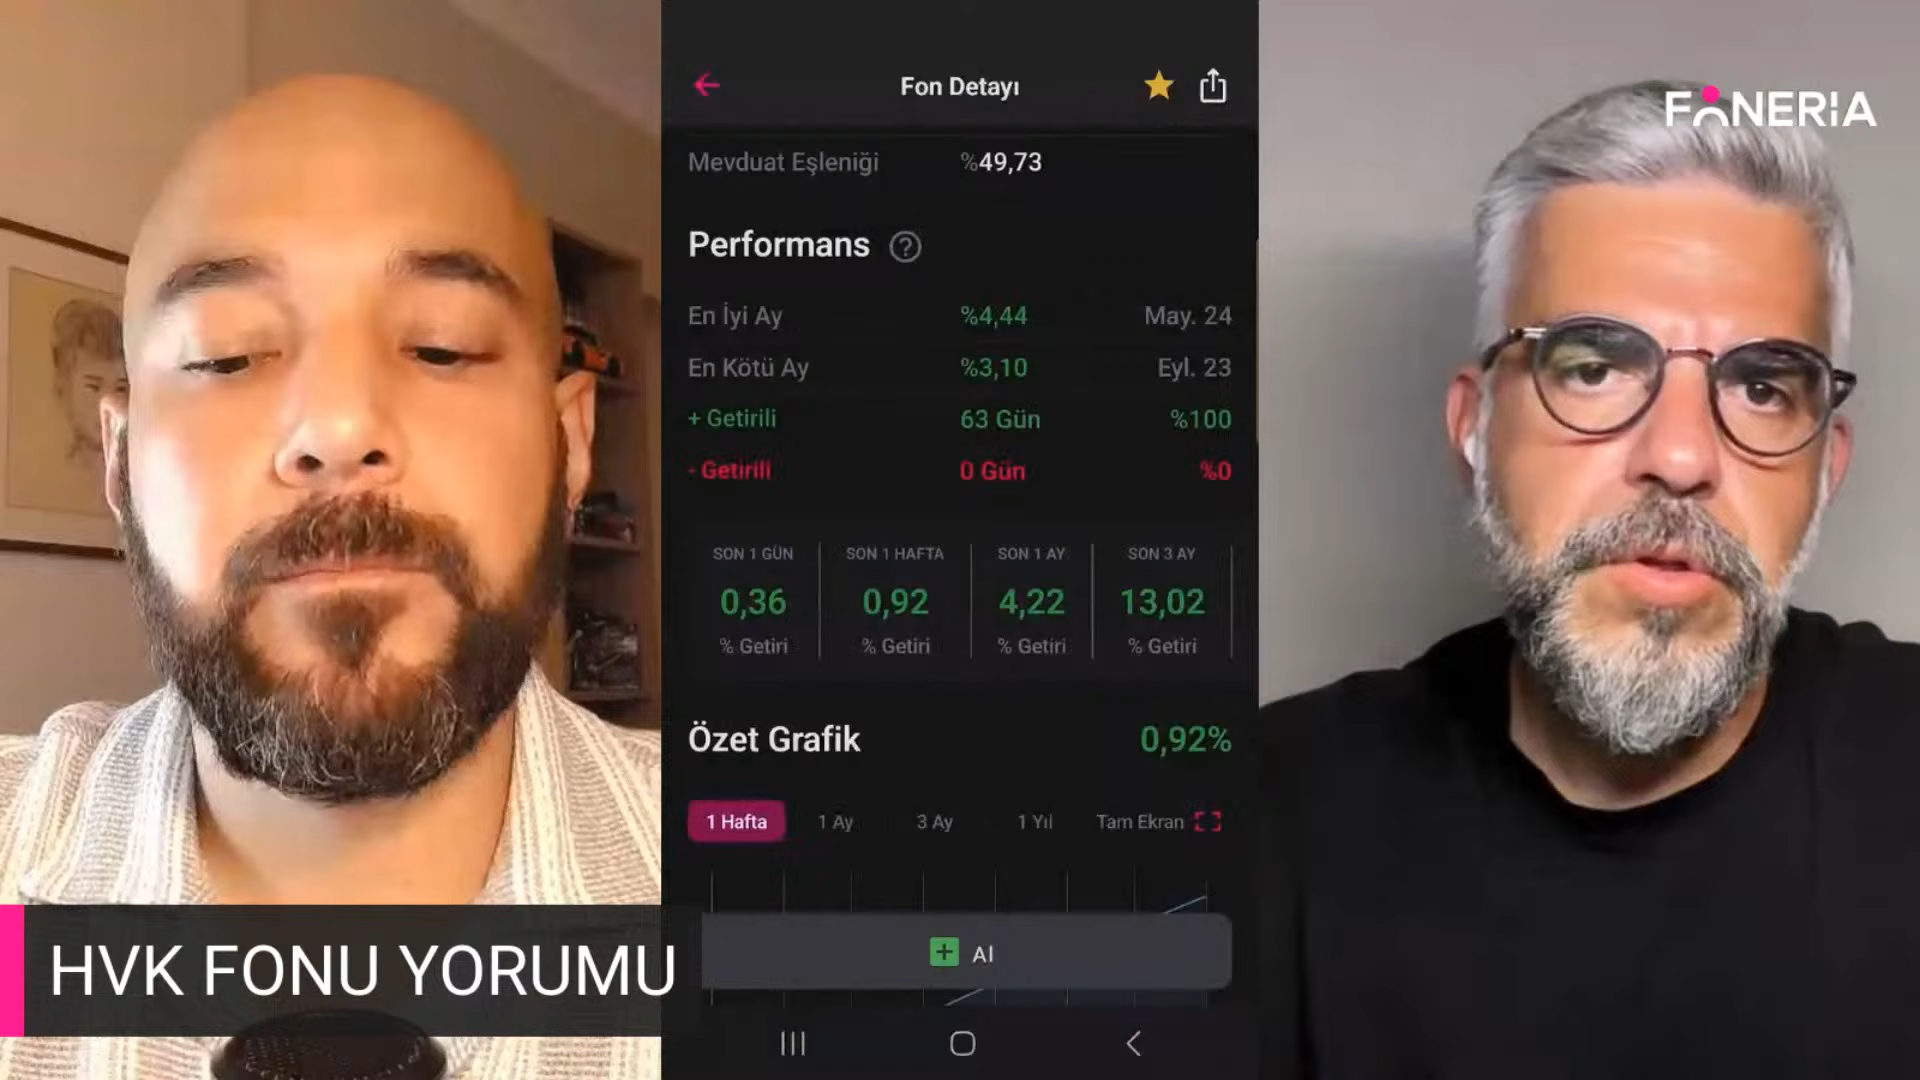 FONERIA
Fon Detayı
Mevduat Eşleniği %49,73
Performans ?
En İyi Ay %4,44 May. 24
En Kötü Ay %3,10 Eyl. 23
+ Getirili 63 Gün %100
- Getirili 0 Gün %0
SON 1 GÜN SON 1 HAFTA SON 1 AY SON 3 AY
0,36 0,92 4,22 13,02
% Getiri % Getiri % Getiri % Getiri
Özet Grafik 0,92%
1 Hafta 1 Ay 3 Ay 1 Yıl Tam Ekran
+ Al
HVK FONU YORUMU